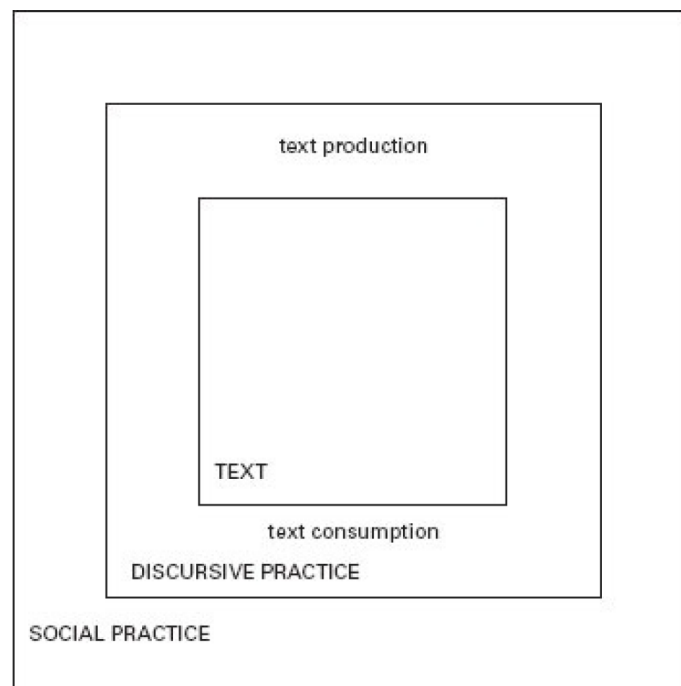 text production
TEXT
text consumption
DISCURSIVE PRACTICE
SOCIAL PRACTICE